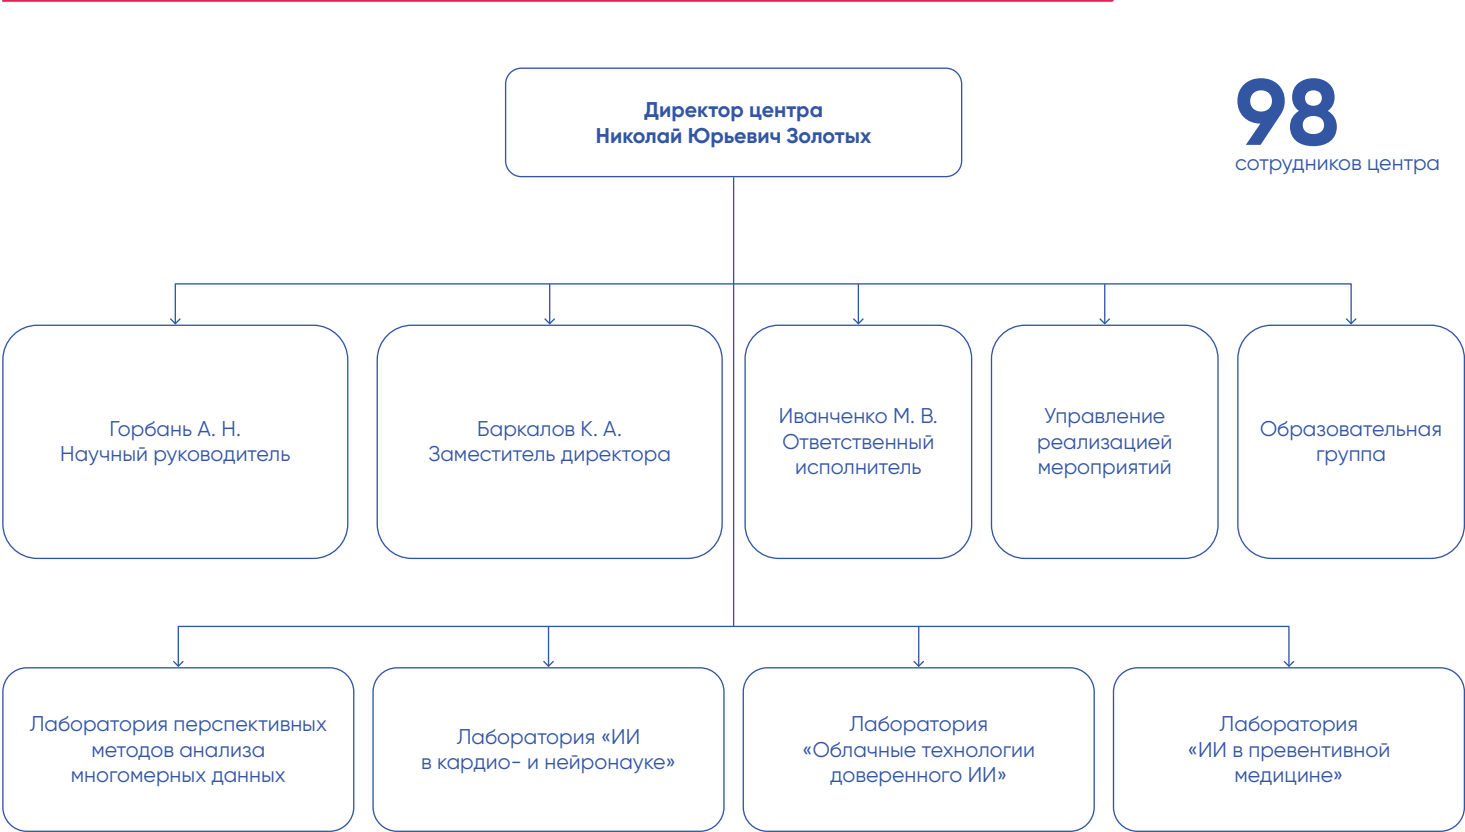 Директор центра
Николай Юрьевич Золотых
98
сотрудников центра
Горбань А. Н.
Научный руководитель
Баркалов К. А.
Заместитель директора
Иванченко М. В.
Ответственный
исполнитель
Управление
реализацией
мероприятий
Образовательная
группа
Лаборатория перспективных
методов анализа
многомерных данных
Лаборатория «ИИ
в кардио- и нейронауке»
Лаборатория
«Облачные технологии
доверенного ИИ»
Лаборатория
«ИИ в превентивной
медицине»